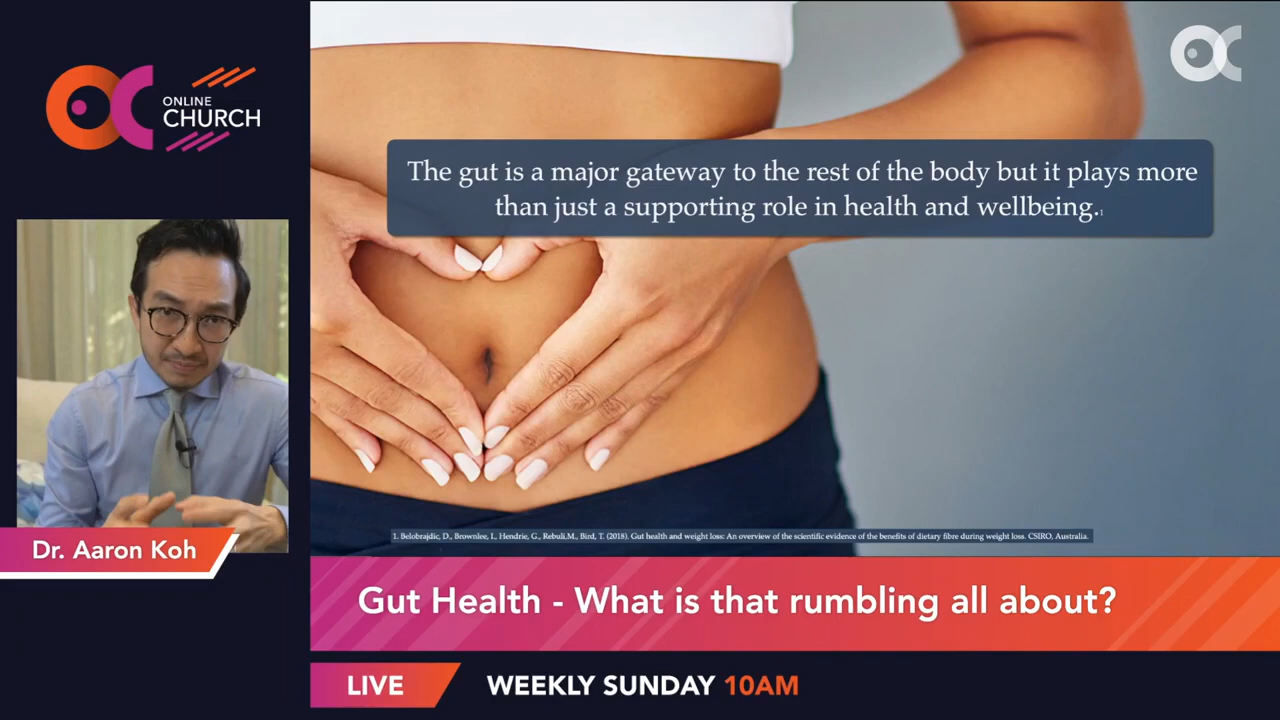 ONLINE
CHURCH
The gut is a major gateway to the rest of the body but it plays more
than just a supporting role in health and wellbeing.1
Dr. Aaron Koh
1. Belobrajdic, D., Brownlee, I., Hendrie, G., Rebuli,M., Bird, T. (2018). Gut health and weight loss: An overview of the scientific evidence of the benefits of dietary fibre during weight loss. CSIRO, Australia.
Gut Health - What is that rumbling all about?
LIVE
WEEKLY SUNDAY 10AM